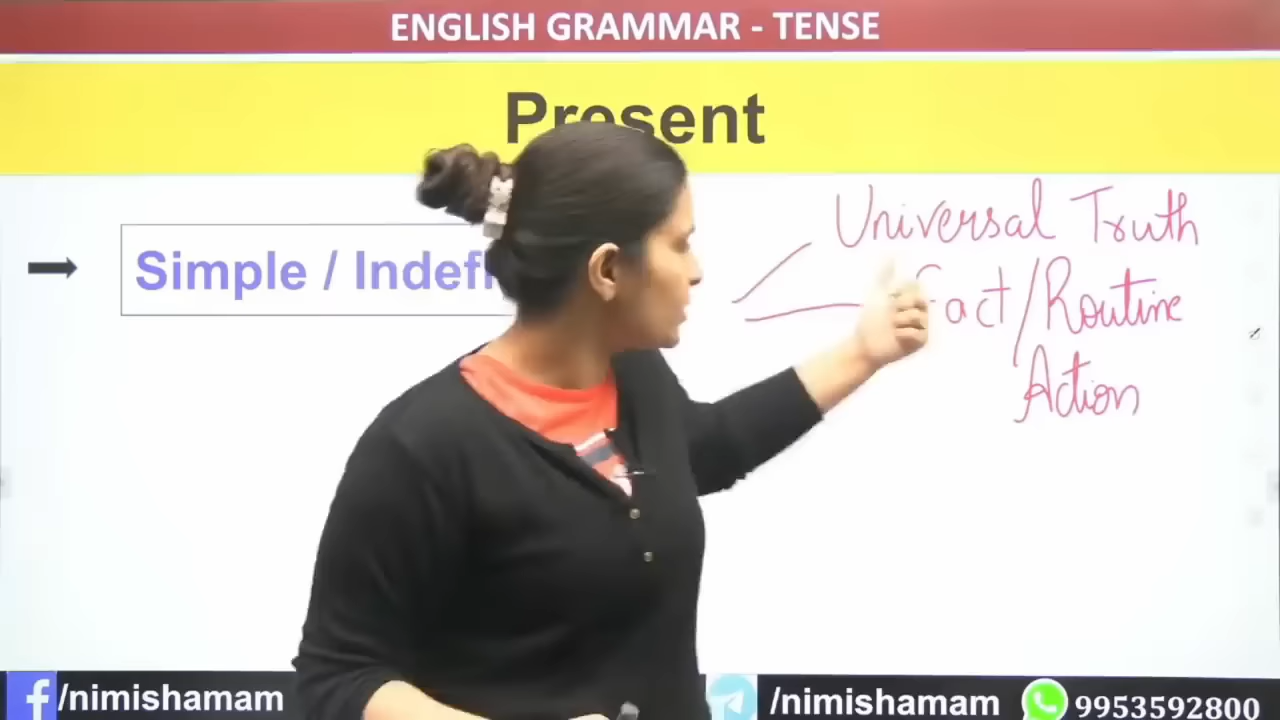 ENGLISH GRAMMAR - TENSE
Present
Simple / Indefi
Universal Truth
Fact/Routine
Action
f/nimishamam
/nimishamam
9953592800